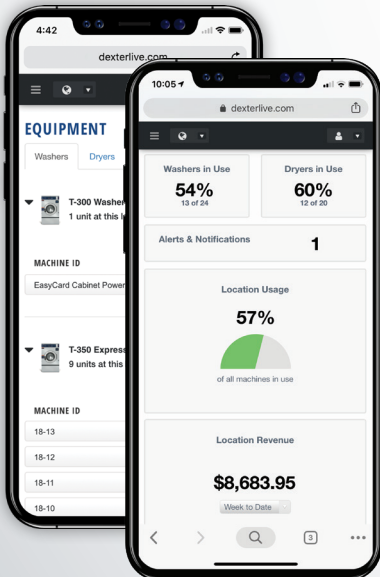 4:42
dexterlive.com
EQUIPMENT
Washers
Dryers
T-300 Washer
1 unit at this
MACHINE ID
EasyCard Cabinet Power
T-350 Express
9 units at this
MACHINE ID
18-13
18-12
18-11
18-10
10:05
dexterlive.com
Washers in Use
54%
13 of 24
Dryers in Use
60%
12 of 20
Alerts & Notifications
1
Location Usage
57%
of all machines in use
Location Revenue
$8,683.95
Week to Date
3